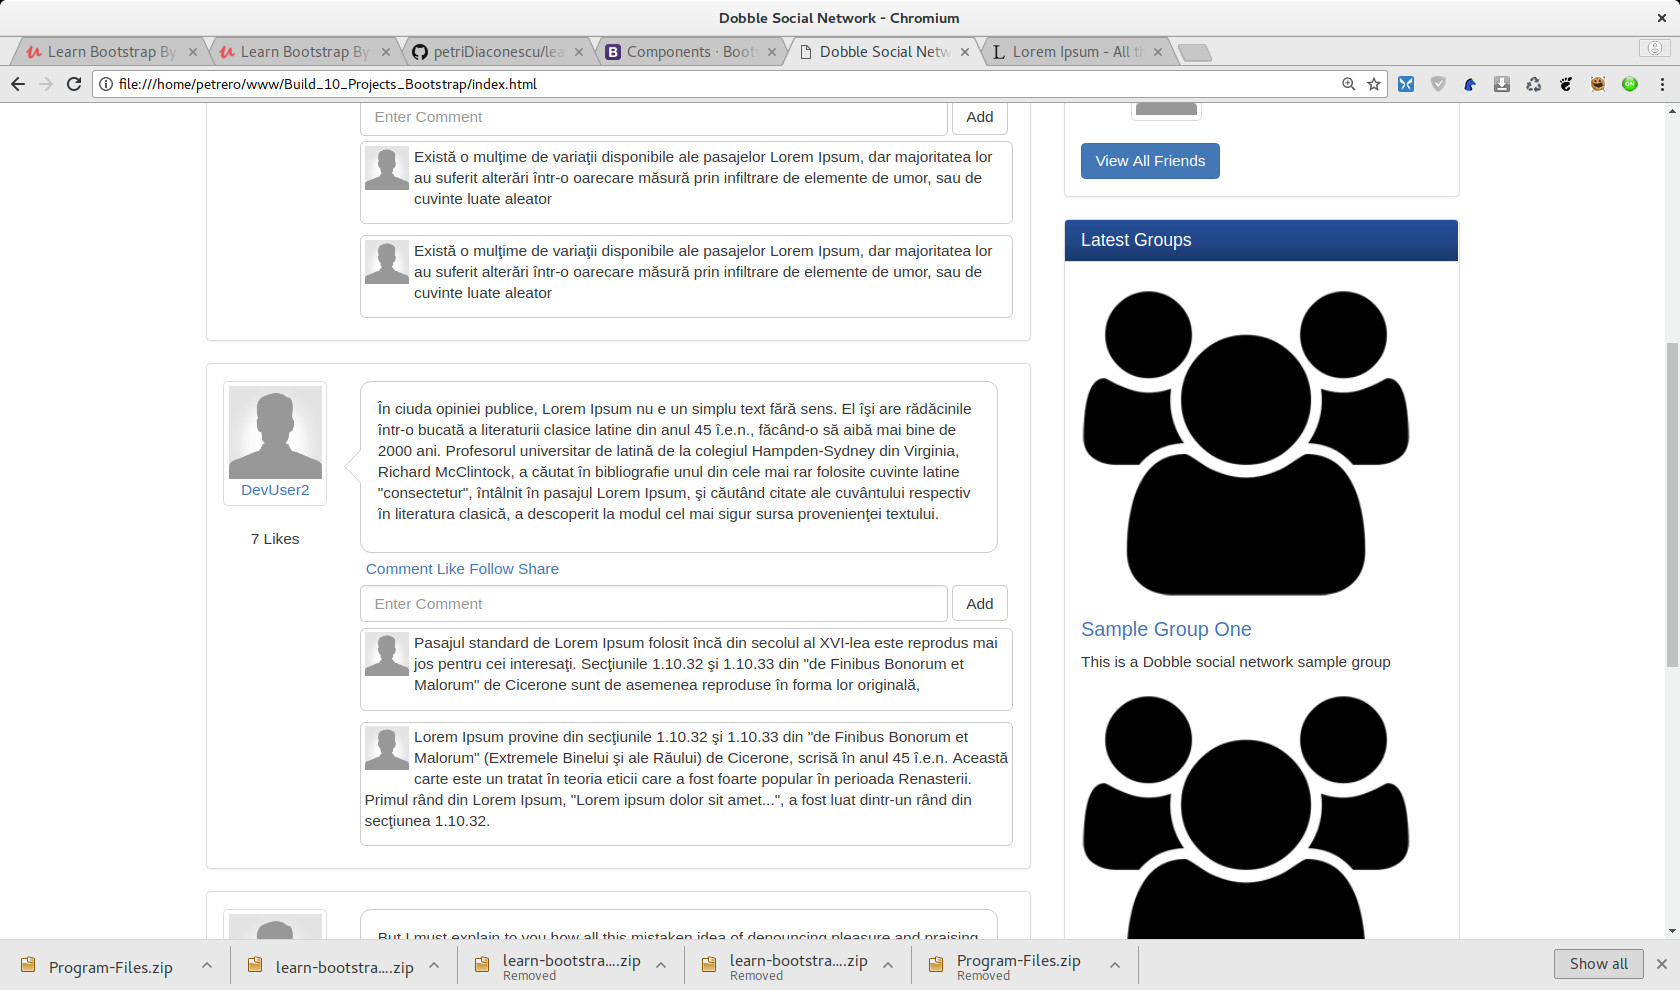 Dobble Social Network - Chromium
Learn Bootstrap By
Learn Bootstrap By
petriDiaconescu/lea
Components · Boots
Dobble Social Netw
Lorem Ipsum - All th
file:///home/petrero/www/Build_10_Projects_Bootstrap/index.html
Enter Comment
Add
Există o mulţime de variaţii disponibile ale pasajelor Lorem Ipsum, dar majoritatea lor
au suferit alterări într-o oarecare măsură prin infiltrare de elemente de umor, sau de
cuvinte luate aleator
Există o mulţime de variaţii disponibile ale pasajelor Lorem Ipsum, dar majoritatea lor
au suferit alterări într-o oarecare măsură prin infiltrare de elemente de umor, sau de
cuvinte luate aleator
DevUser2
7 Likes
În ciuda opiniei publice, Lorem Ipsum nu e un simplu text fără sens. El îşi are rădăcinile
într-o bucată a literaturii clasice latine din anul 45 î.e.n., făcând-o să aibă mai bine de
2000 ani. Profesorul universitar de latină de la colegiul Hampden-Sydney din Virginia,
Richard McClintock, a căutat în bibliografie unul din cele mai rar folosite cuvinte latine
"consectetur", întâlnit în pasajul Lorem Ipsum, şi căutând citate ale cuvântului respectiv
în literatura clasică, a descoperit la modul cel mai sigur sursa provenienţei textului.
Comment Like Follow Share
Enter Comment
Add
Pasajul standard de Lorem Ipsum folosit încă din secolul al XVI-lea este reprodus mai
jos pentru cei interesaţi. Secţiunile 1.10.32 şi 1.10.33 din "de Finibus Bonorum et
Malorum" de Cicerone sunt de asemenea reproduse în forma lor originală,
Lorem Ipsum provine din secţiunile 1.10.32 şi 1.10.33 din "de Finibus Bonorum et
Malorum" (Extremele Binelui şi ale Răului) de Cicerone, scrisă în anul 45 î.e.n. Această
carte este un tratat în teoria eticii care a fost foarte popular în perioada Renasterii.
Primul rând din Lorem Ipsum, "Lorem ipsum dolor sit amet...", a fost luat dintr-un rând din
secţiunea 1.10.32.
But I must explain to you how all this mistaken idea of denouncing pleasure and praising
View All Friends
Latest Groups
Sample Group One
This is a Dobble social network sample group
Program-Files.zip
learn-bootstra....zip
learn-bootstra....zip
Removed
learn-bootstra....zip
Removed
Program-Files.zip
Removed
Show all